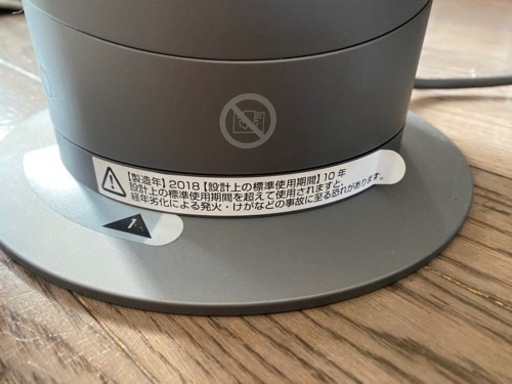 【製造年】2018【設計上の標準使用期間】10年
設計上の標準使用期間を超えて使用されますと、
経年劣化による発火・けがなどの事故に至る恐れがあります。
1